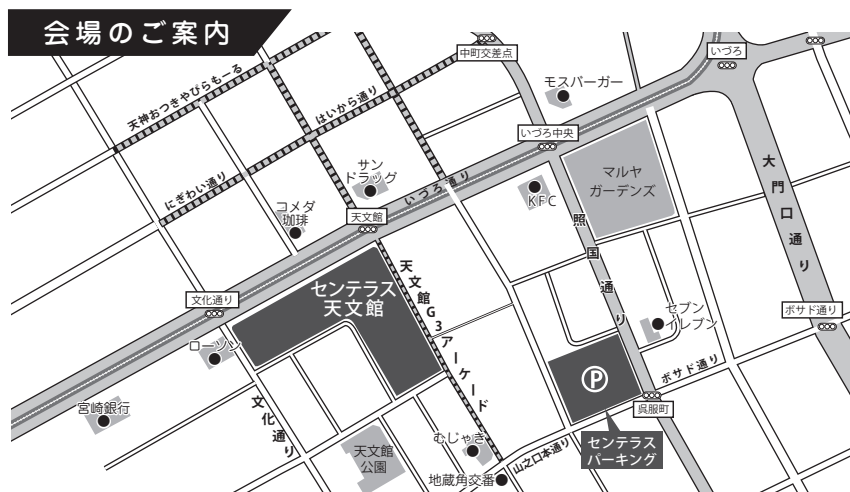 会場のご案内
中町交差点
いづろ
モスバーガー
天神おつきやぴらもーる
はいから通り
いづろ中央
にぎわい通り
サン
ドラッグ
いづろ通り
マルヤ
ガーデンズ
大門口通り
コメダ
珈琲
天文館
KFC
照国通り
文化通り
センテラス
天文館
天文館G3アーケード
セブン
イレブン
ボサド通り
ローソン
ボサド通り
宮崎銀行
文化通り
天文館
公園
むじゃき
地蔵角交番
山之口本通り
P
呉服町
センテラス
パーキング